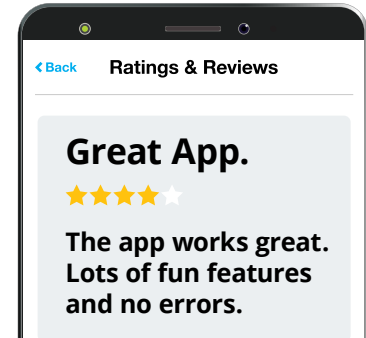 Back Ratings & Reviews
Great App.
The app works great.
Lots of fun features
and no errors.